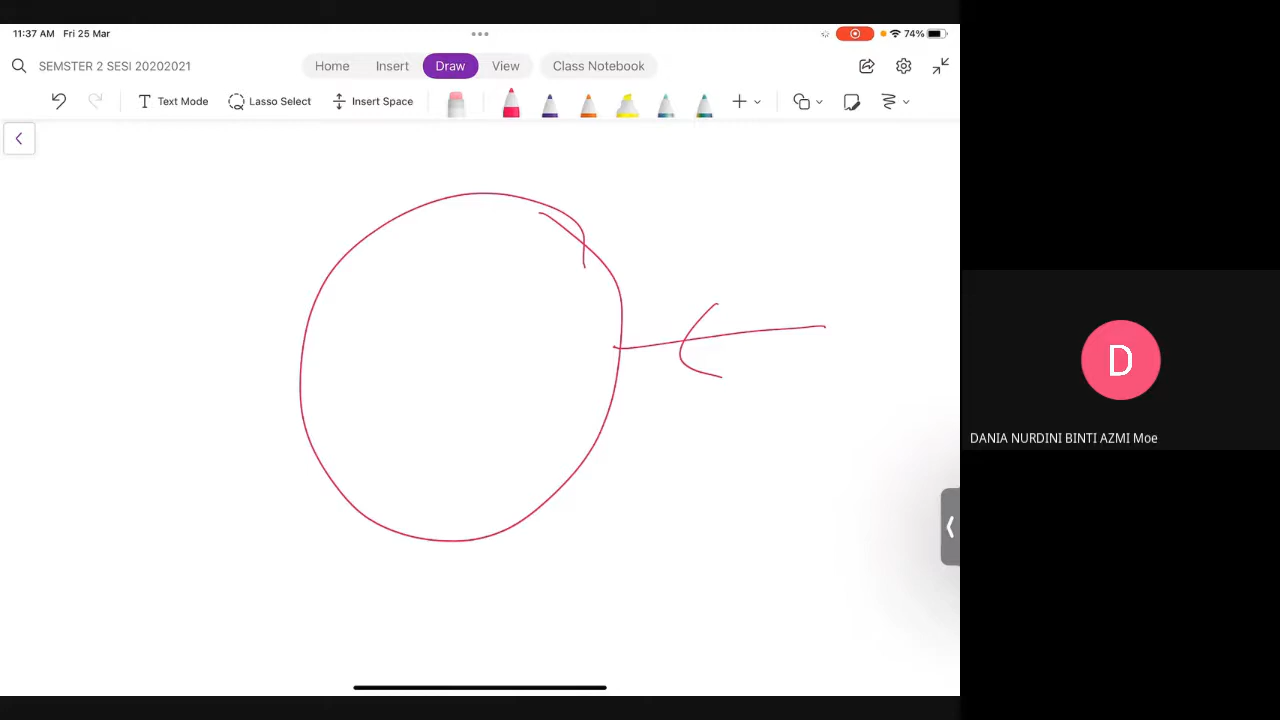 11:37 AM Fri 25 Mar
74%
SEMSTER 2 SESI 20202021
Home Insert Draw View Class Notebook
Text Mode Lasso Select Insert Space
D
DANIA NURDINI BINTI AZMI Moe